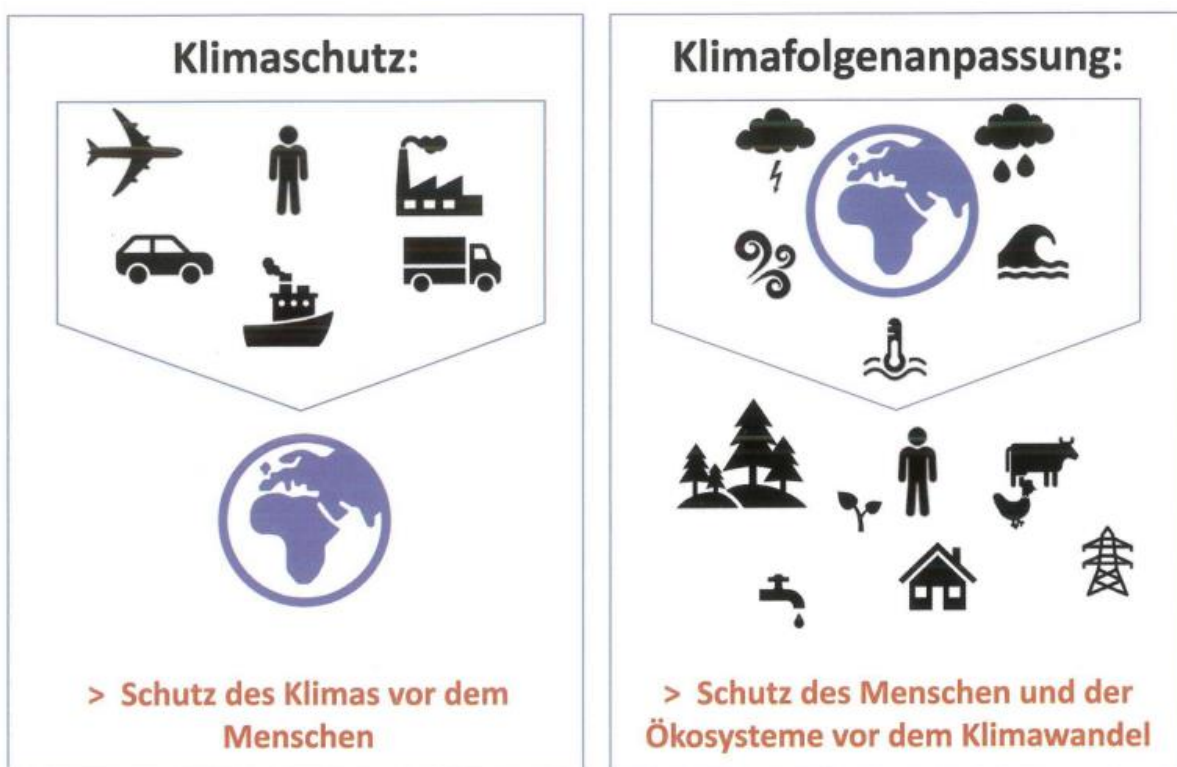 Klimaschutz:
> Schutz des Klimas vor dem
Menschen
Klimafolgenanpassung:
> Schutz des Menschen und der
Ökosysteme vor dem Klimawandel